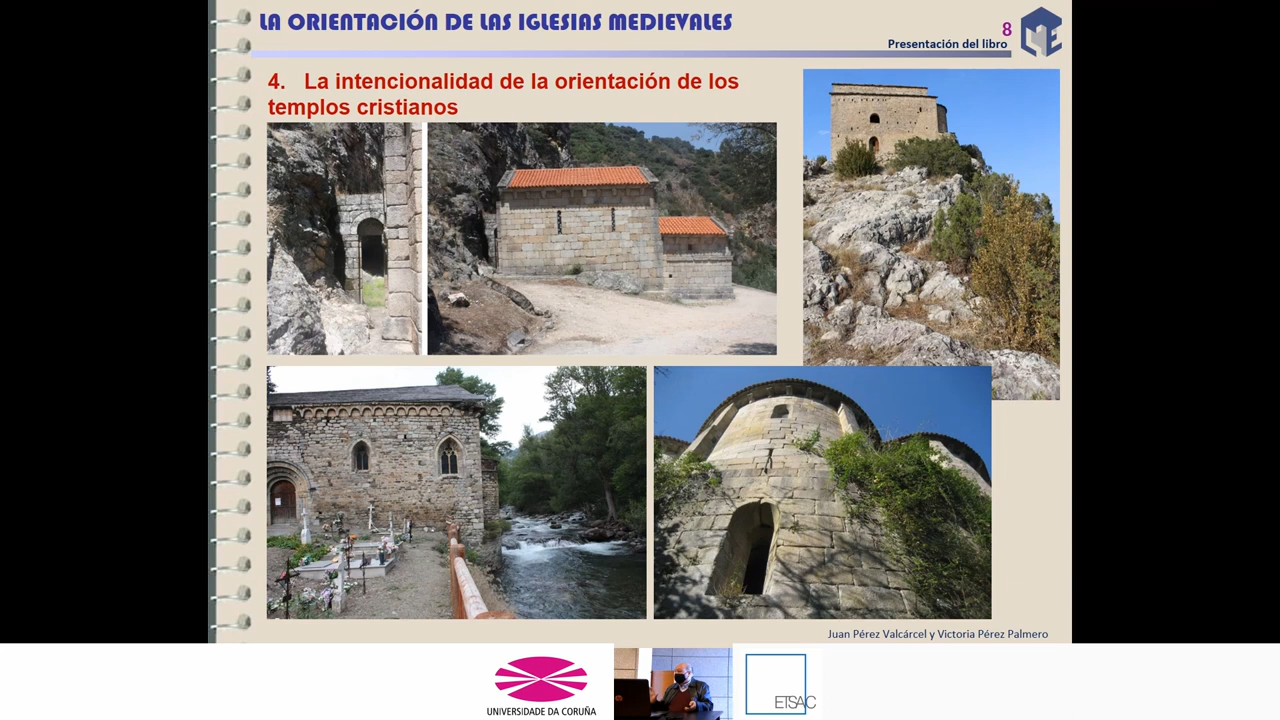 LA ORIENTACIÓN DE LAS IGLESIAS MEDIEVALES
8
Presentación del libro
4. La intencionalidad de la orientación de los
templos cristianos
Juan Pérez Valcárcel y Victoria Pérez Palmero
UNIVERSIDADE DA CORUÑA
ETSAC